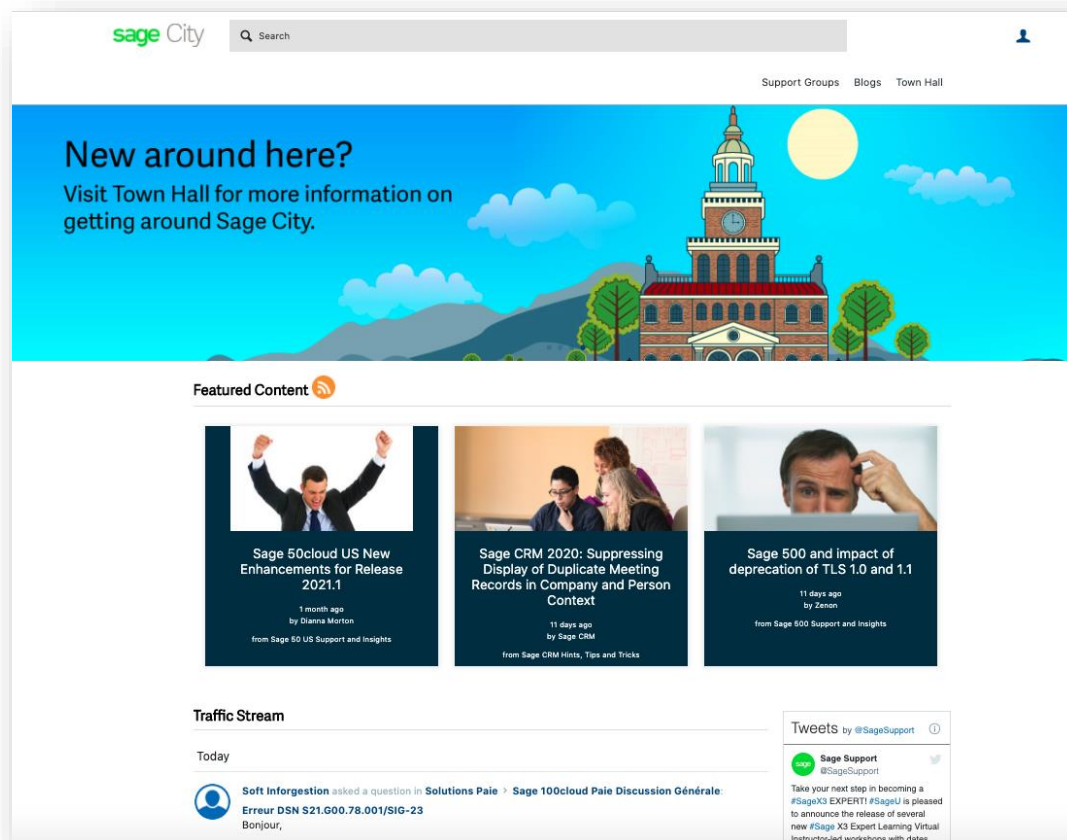 sage City
Search
Support Groups Blogs Town Hall
New around here?
Visit Town Hall for more information on
getting around Sage City.
Featured Content
Sage 50cloud US New
Enhancements for Release
2021.1
1 month ago
by Dianna Morton
from Sage 50 US Support and Insights
Sage CRM 2020: Suppressing
Display of Duplicate Meeting
Records in Company and Person
Context
11 days ago
by Sage CRM
from Sage CRM Hints, Tips and Tricks
Sage 500 and impact of
deprecation of TLS 1.0 and 1.1
11 days ago
by Zenon
from Sage 500 Support and Insights
Traffic Stream
Today
Soft Inforgestion asked a question in Solutions Paie > Sage 100cloud Paie Discussion Générale:
Erreur DSN S21.G00.78.001/SIG-23
Bonjour,
Tweets by @SageSupport
sage
Sage Support
@SageSupport
Take your next step in becoming a
#SageX3 EXPERT! #SageU is pleased
to announce the release of several
new #Sage X3 Expert Learning Virtual
Instructor-led workshops with dates